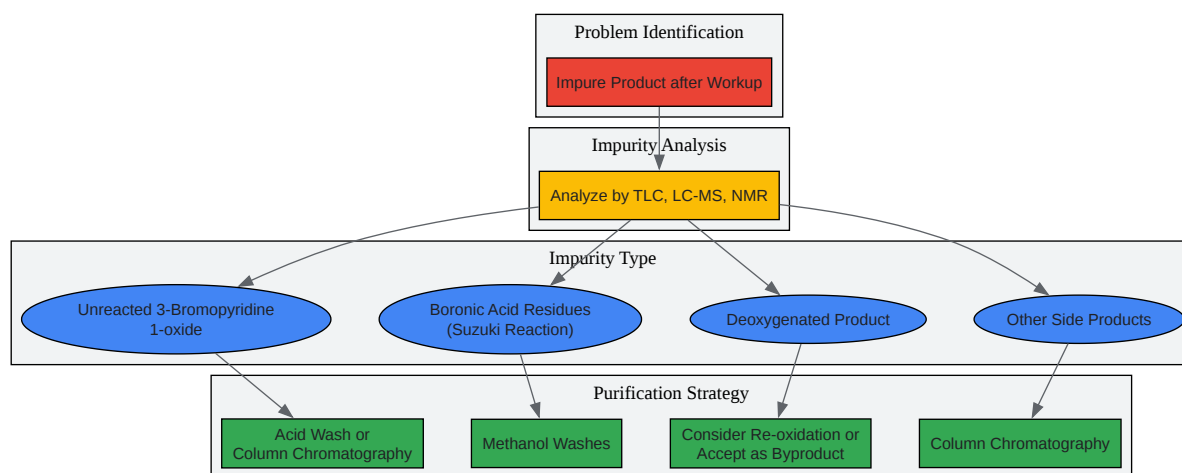 Problem Identification
Impure Product after Workup
Impurity Analysis
Analyze by TLC, LC-MS, NMR
Impurity Type
Unreacted 3-Bromopyridine
1-oxide
Boronic Acid Residues
(Suzuki Reaction)
Deoxygenated Product
Other Side Products
Purification Strategy
Acid Wash or
Column Chromatography
Methanol Washes
Consider Re-oxidation or
Accept as Byproduct
Column Chromatography